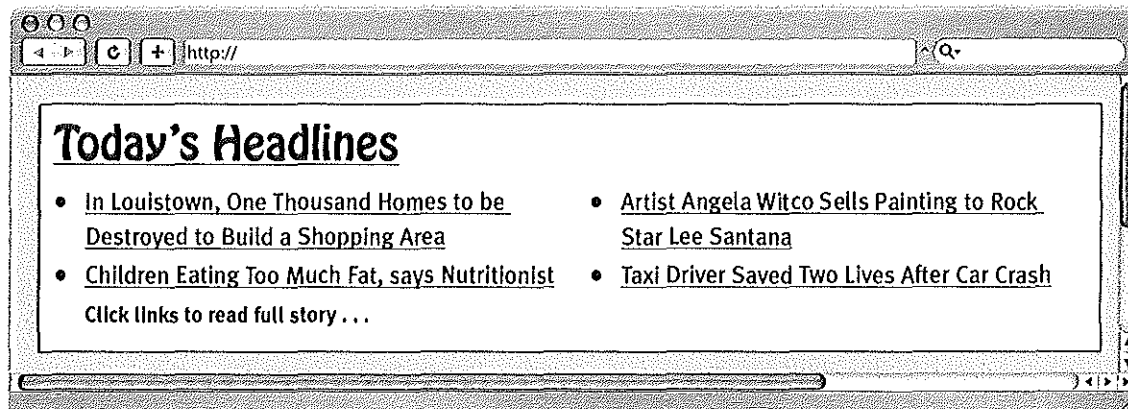 http://
Today's Headlines
• In Louistown, One Thousand Homes to be
Destroyed to Build a Shopping Area
• Children Eating Too Much Fat, says Nutritionist
Click links to read full story . . .
• Artist Angela Witco Sells Painting to Rock
Star Lee Santana
• Taxi Driver Saved Two Lives After Car Crash